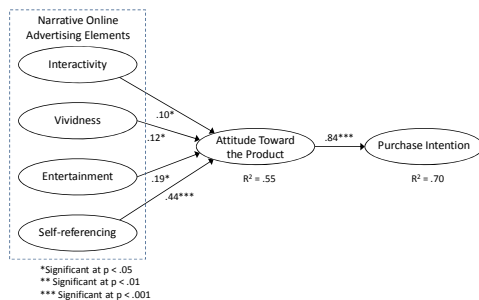 Narrative Online
Advertising Elements
Interactivity
.10*
Vividness
.12*
Attitude Toward
the Product
.84***
Purchase Intention
Entertainment
.19*
R² = .55
R² = .70
.44***
Self-referencing
*Significant at p < .05
** Significant at p < .01
*** Significant at p < .001